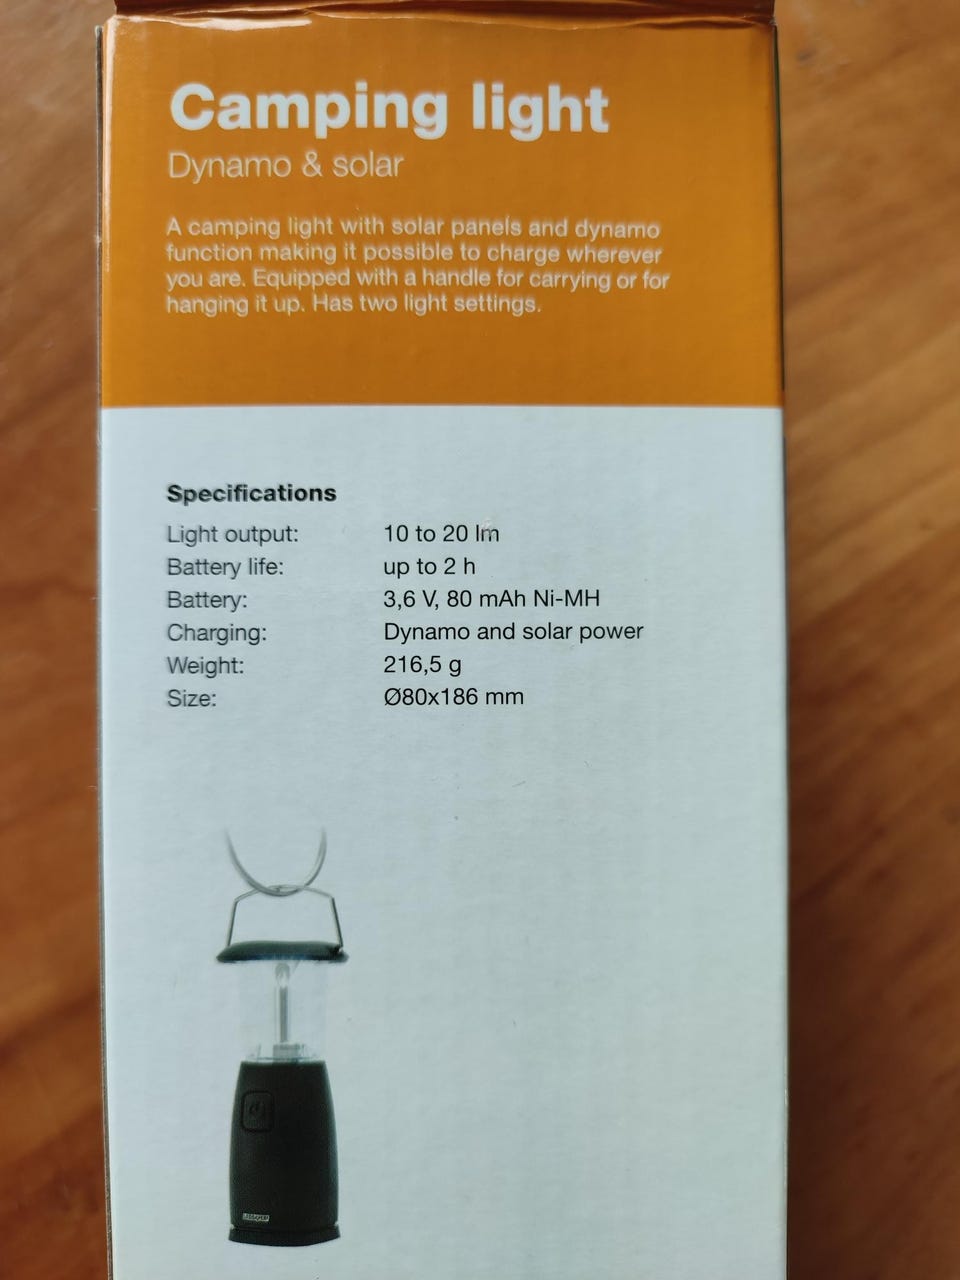 Camping light
Dynamo & solar
A camping light with solar panels and dynamo
function making it possible to charge wherever
you are. Equipped with a handle for carrying or for
hanging it up. Has two light settings.
Specifications
Light output: 10 to 20 lm
Battery life: up to 2 h
Battery: 3,6 V, 80 mAh Ni-MH
Charging: Dynamo and solar power
Weight: 216,5 g
Size: Ø80x186 mm